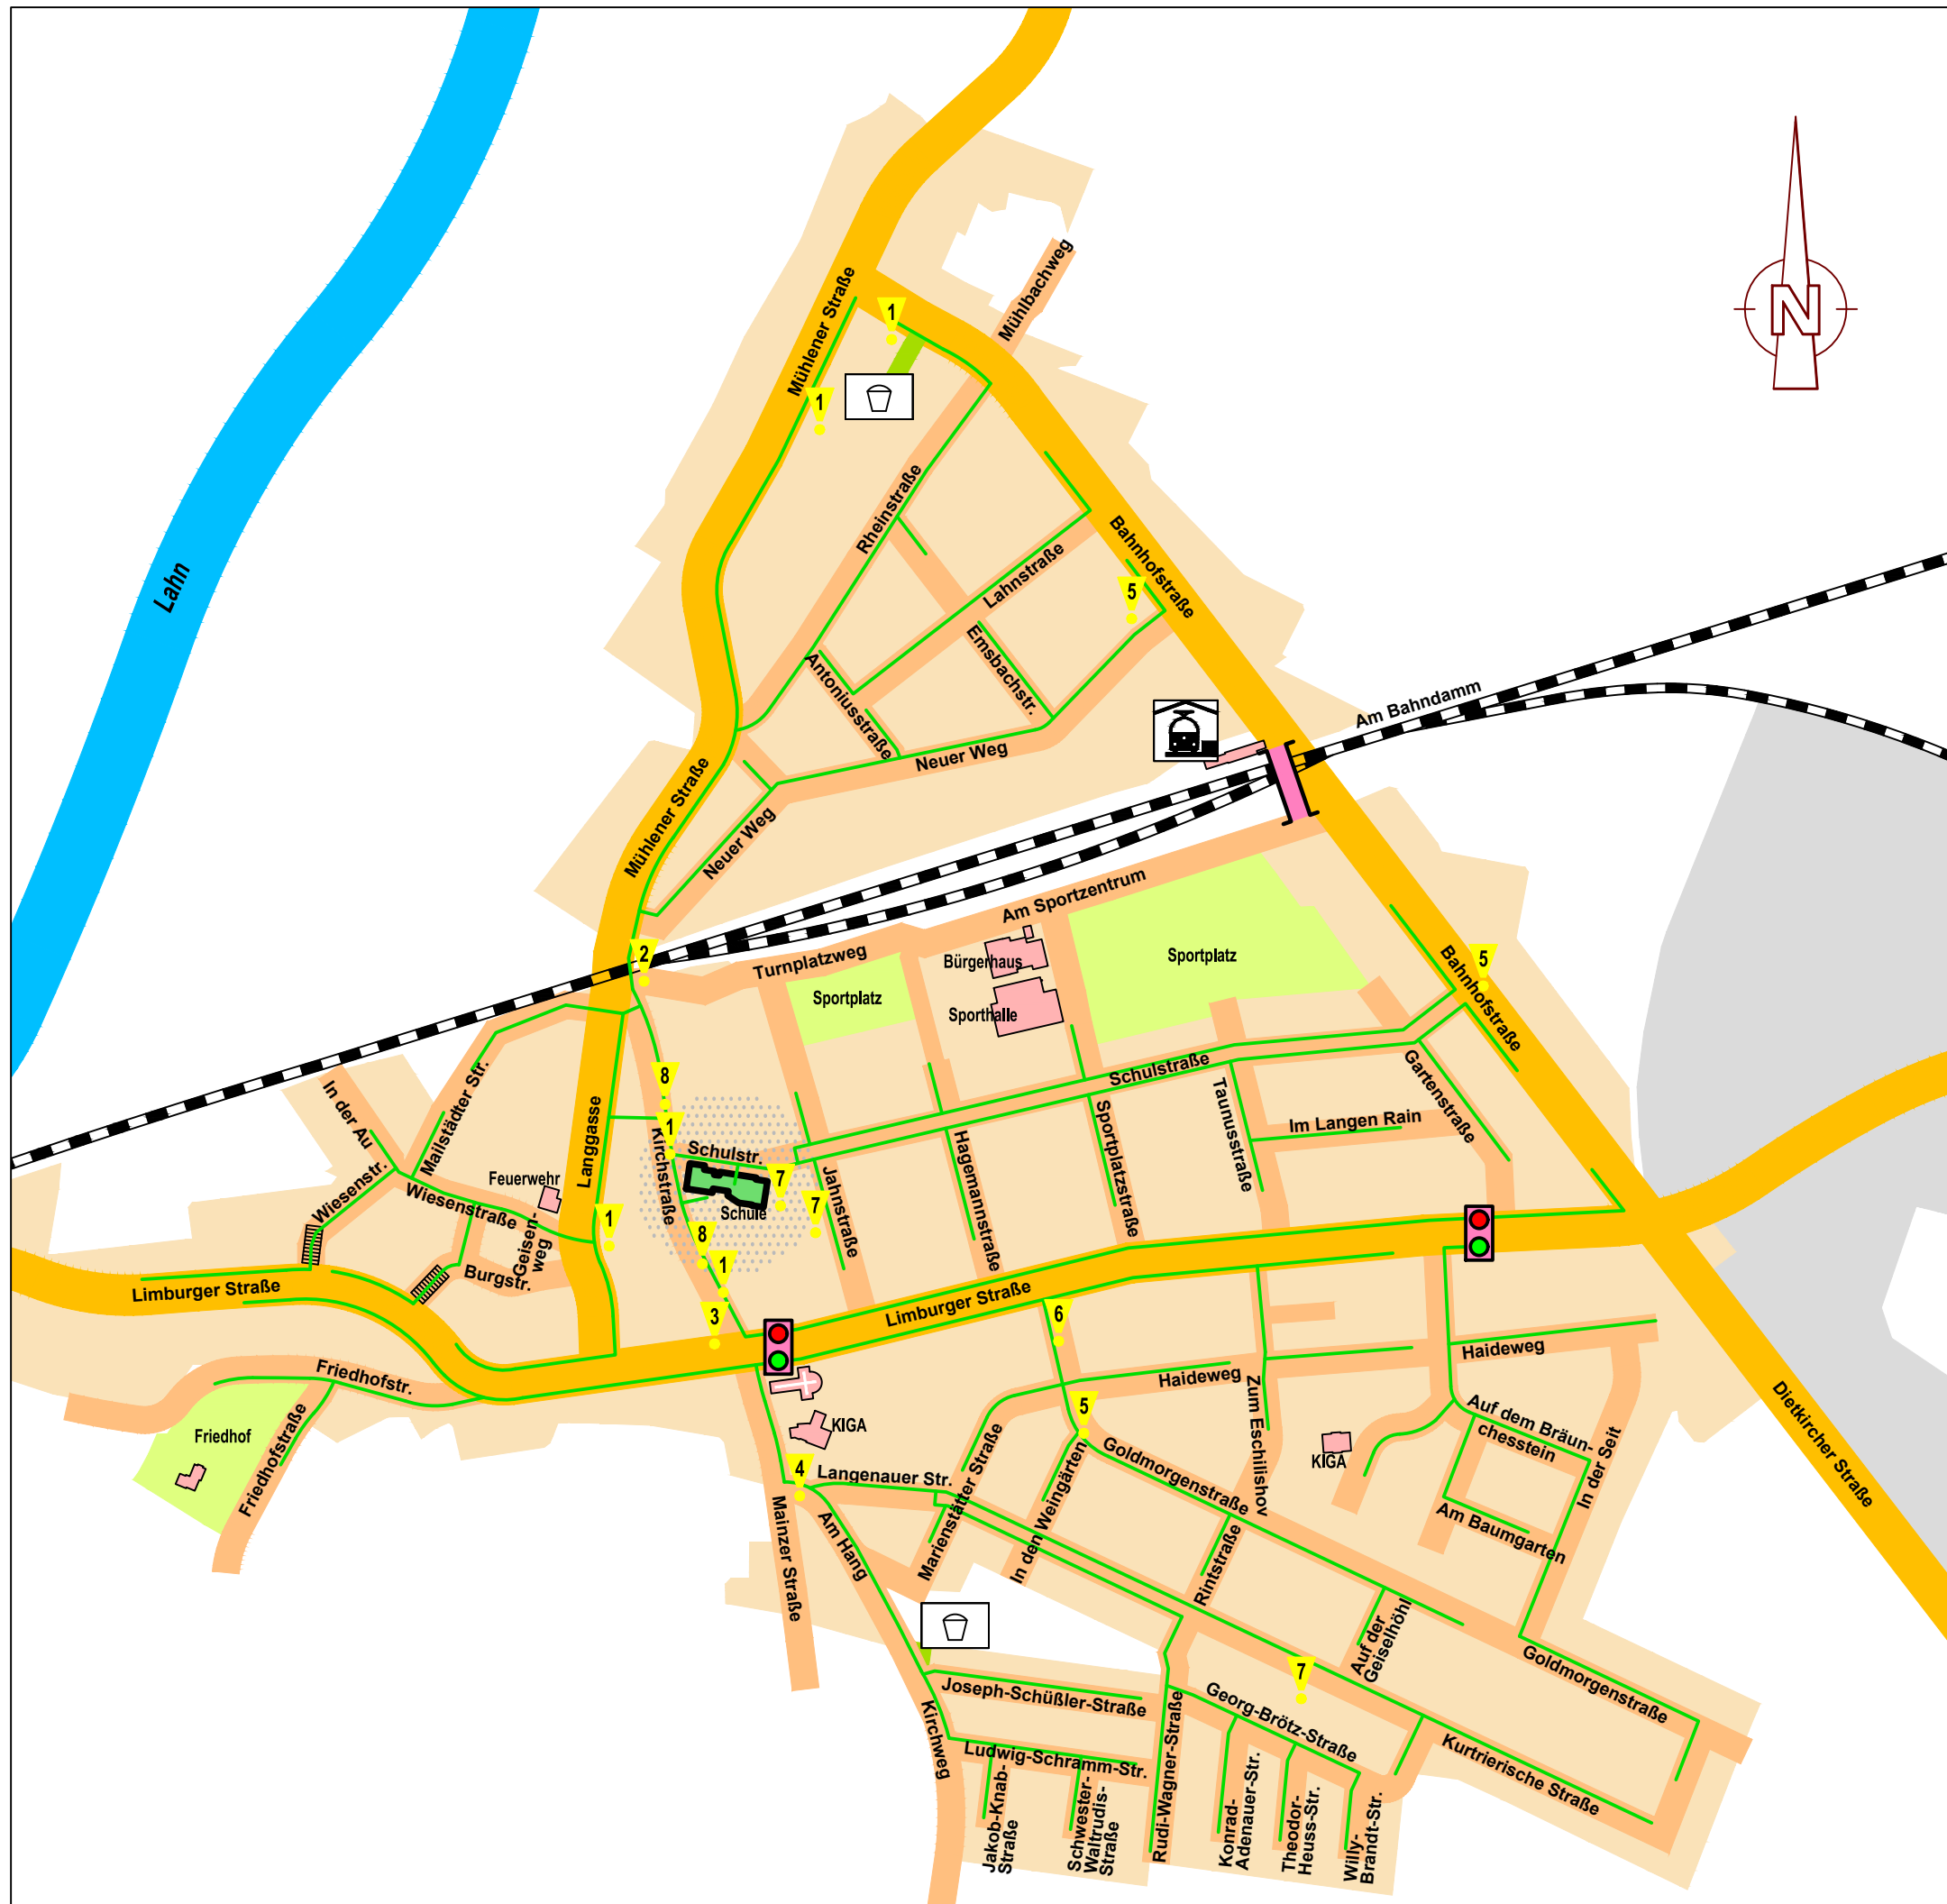 Mühlbachweg
Mühlener Straße
1
N
1
Rheinstraße
Bahnhofstraße
Lahn
Lahnstraße
5
Emsbachstr.
Antoniusstraße
Am Bahndamm
Neuer Weg
Mühlener Straße
Neuer Weg
Am Sportzentrum
2
Turnplatzweg
Bürgerhaus
Sportplatz
5
Bahnhofstraße
Sportplatz
Sporthalle
Schulstraße
Gartenstraße
8
In der Au
Mailstädter Str.
Langgasse
1
Kirchstraße
Schulstr.
7
Taunusstraße
Im Langen Rain
Sportplatzstraße
Hagemannstraße
Jahnstraße
Feuerwehr
Wiesenstr.
Wiesenstraße
Geisen-
weg
1
Schule
7
8
Burgstr.
1
Limburger Straße
Limburger Straße
3
6
Haideweg
Haideweg
Friedhofstr.
Zum Eschilishov
Dietkircher Straße
Friedhof
Friedhofstraße
KIGA
5
Auf dem Bräun-
chesstein
In der Seit
Goldmorgenstraße
KIGA
4
Langenauer Str.
Marienstätter Straße
In den Weingärten
Am Baumgarten
Mainzer Straße
Am Hang
Rintstraße
Auf der
Geiselhöhl
Goldmorgenstraße
7
Joseph-Schüßler-Straße
Georg-Brötz-Straße
Kirchweg
Rudi-Wagner-Straße
Ludwig-Schramm-Str.
Kurtrierische Straße
Jakob-Knab-
Straße
Schwester-
Waltrudis-
Straße
Konrad-
Adenauer-Str.
Theodor-
Heuss-Str.
Willy-
Brandt-Str.